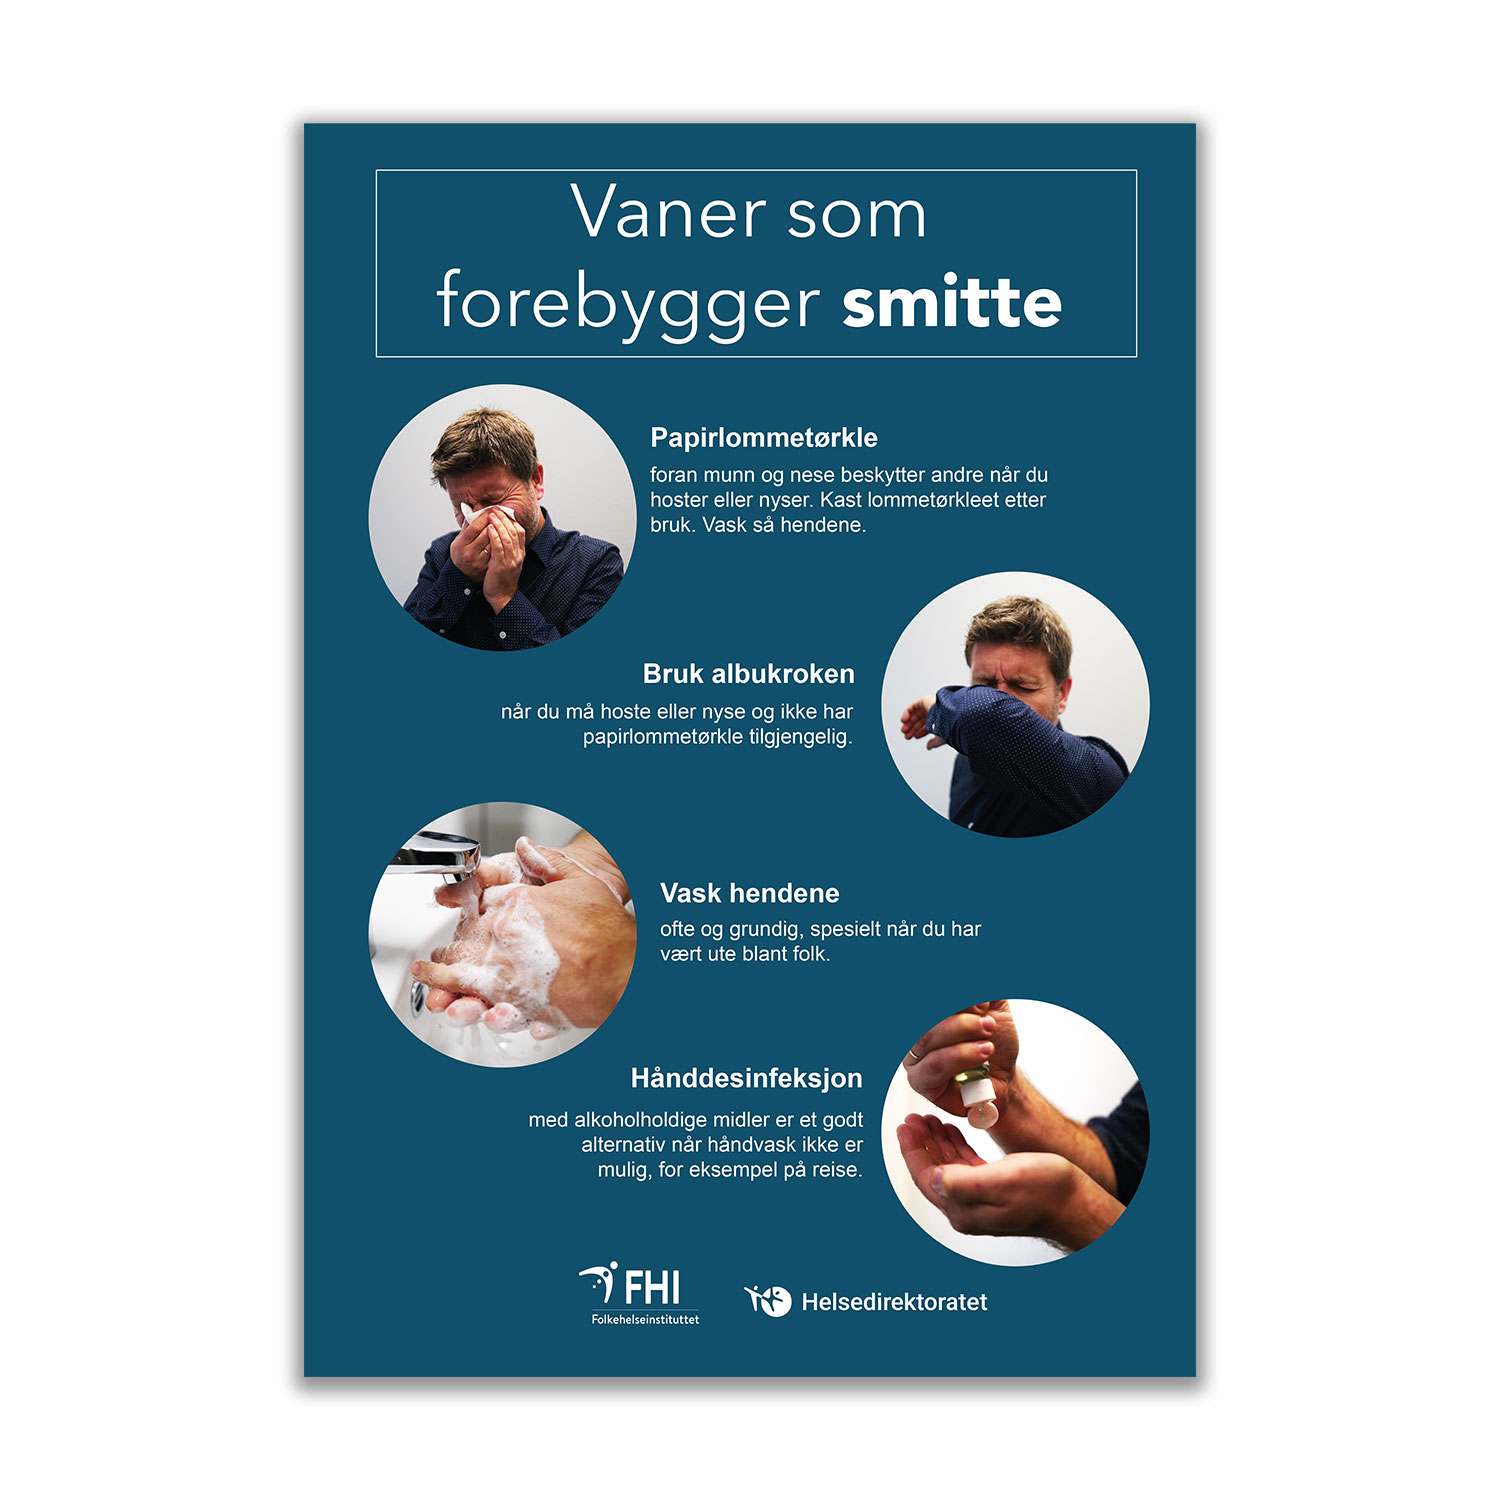 Vaner som
forebygger smitte
Papirlommetørkle
foran munn og nese beskytter andre når du
hoster eller nyser. Kast lommetørkleet etter
bruk. Vask så hendene.
Bruk albukroken
når du må hoste eller nyse og ikke har
papirlommetørkle tilgjengelig.
Vask hendene
ofte og grundig, spesielt når du har
vært ute blant folk.
Hånddesinfeksjon
med alkoholholdige midler er et godt
alternativ når håndvask ikke er
mulig, for eksempel på reise.
FHI
Folkehelseinstituttet
Helsedirektoratet